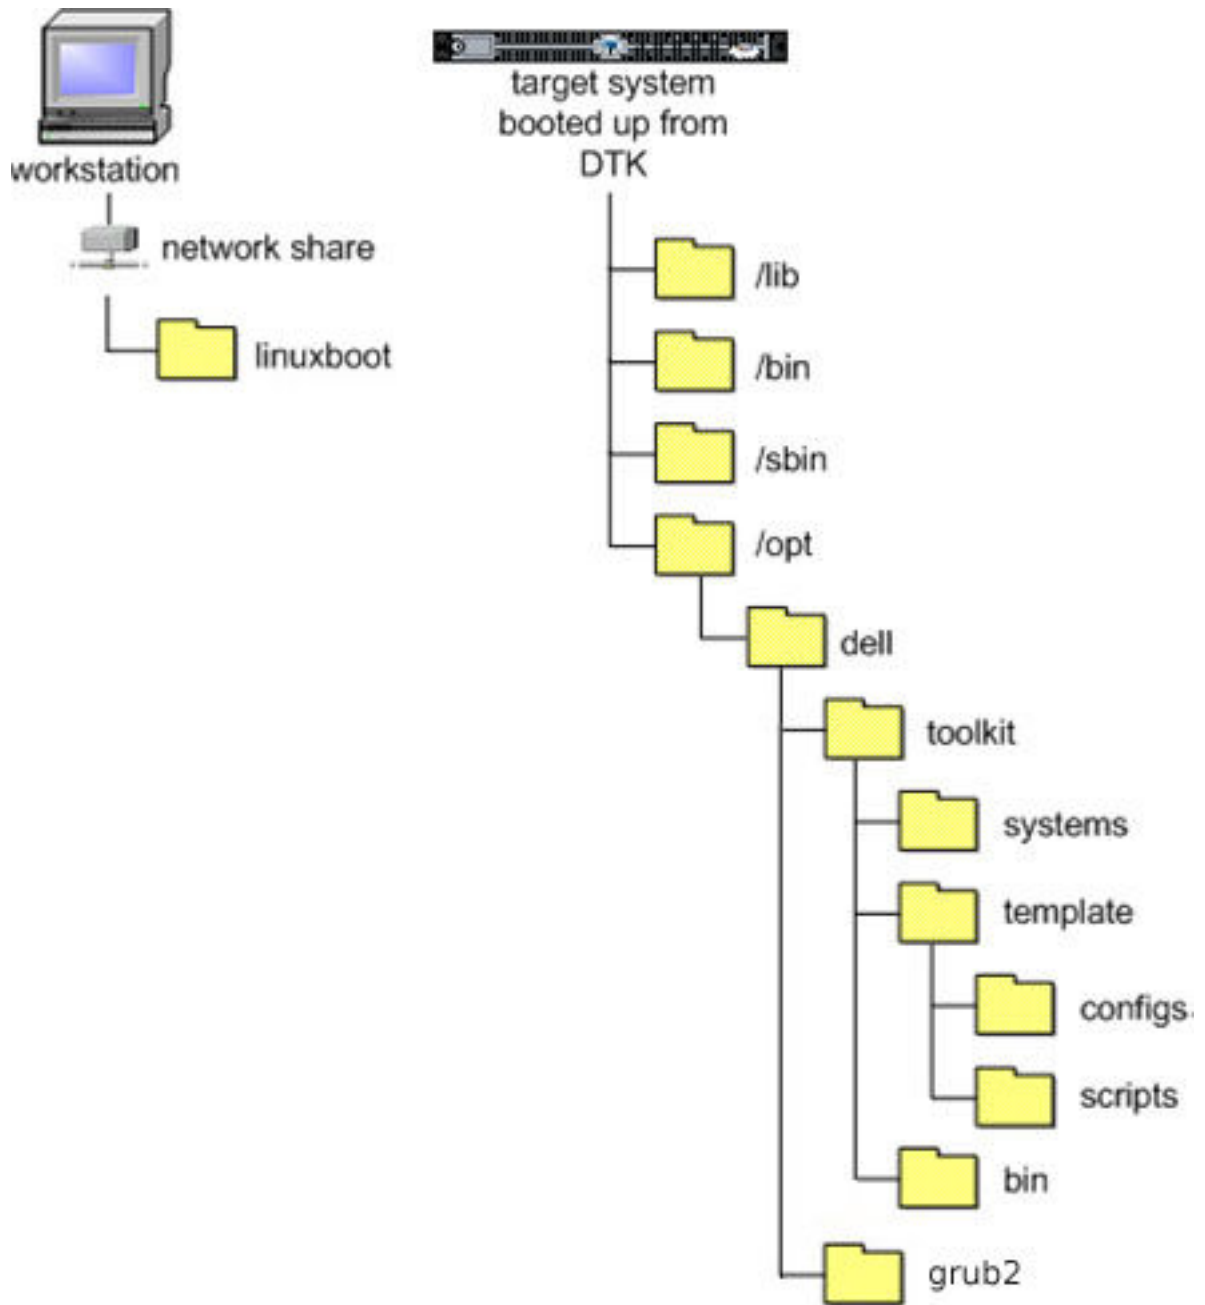 workstation
network share
linuxboot
target system
booted up from
DTK
/lib
/bin
/sbin
/opt
dell
toolkit
systems
template
configs
scripts
bin
grub2